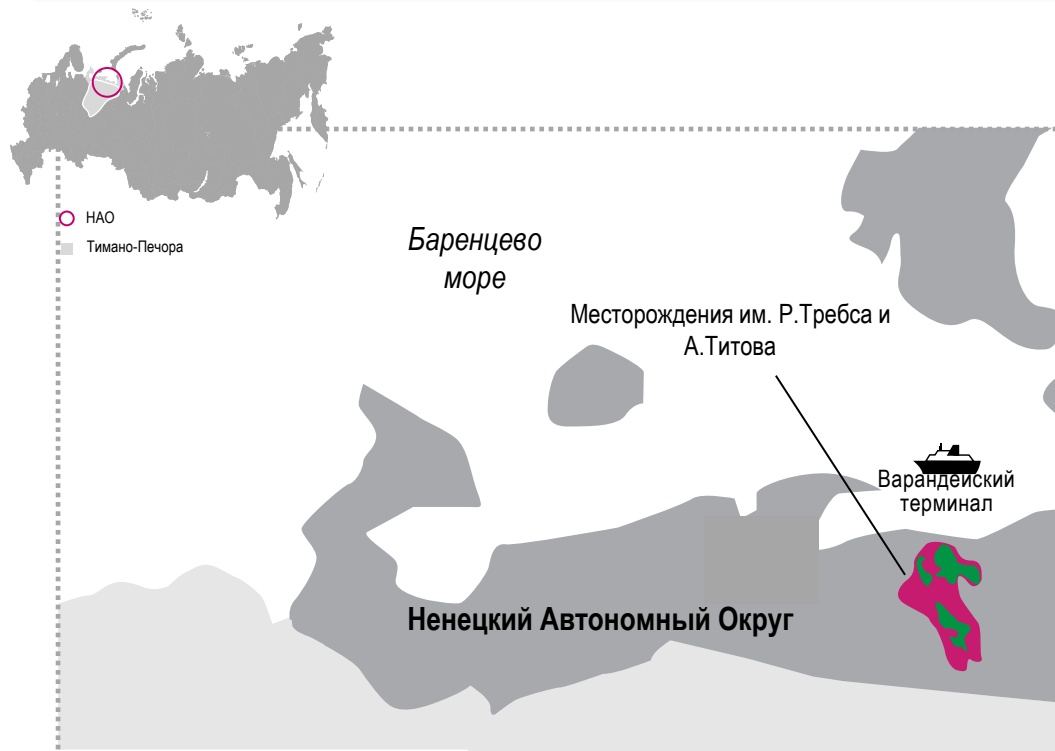 НАО
Тимано-Печора
Баренцево
море
Месторождения им. Р.Требса и
А.Титова
Варандейский
терминал
Ненецкий Автономный Округ